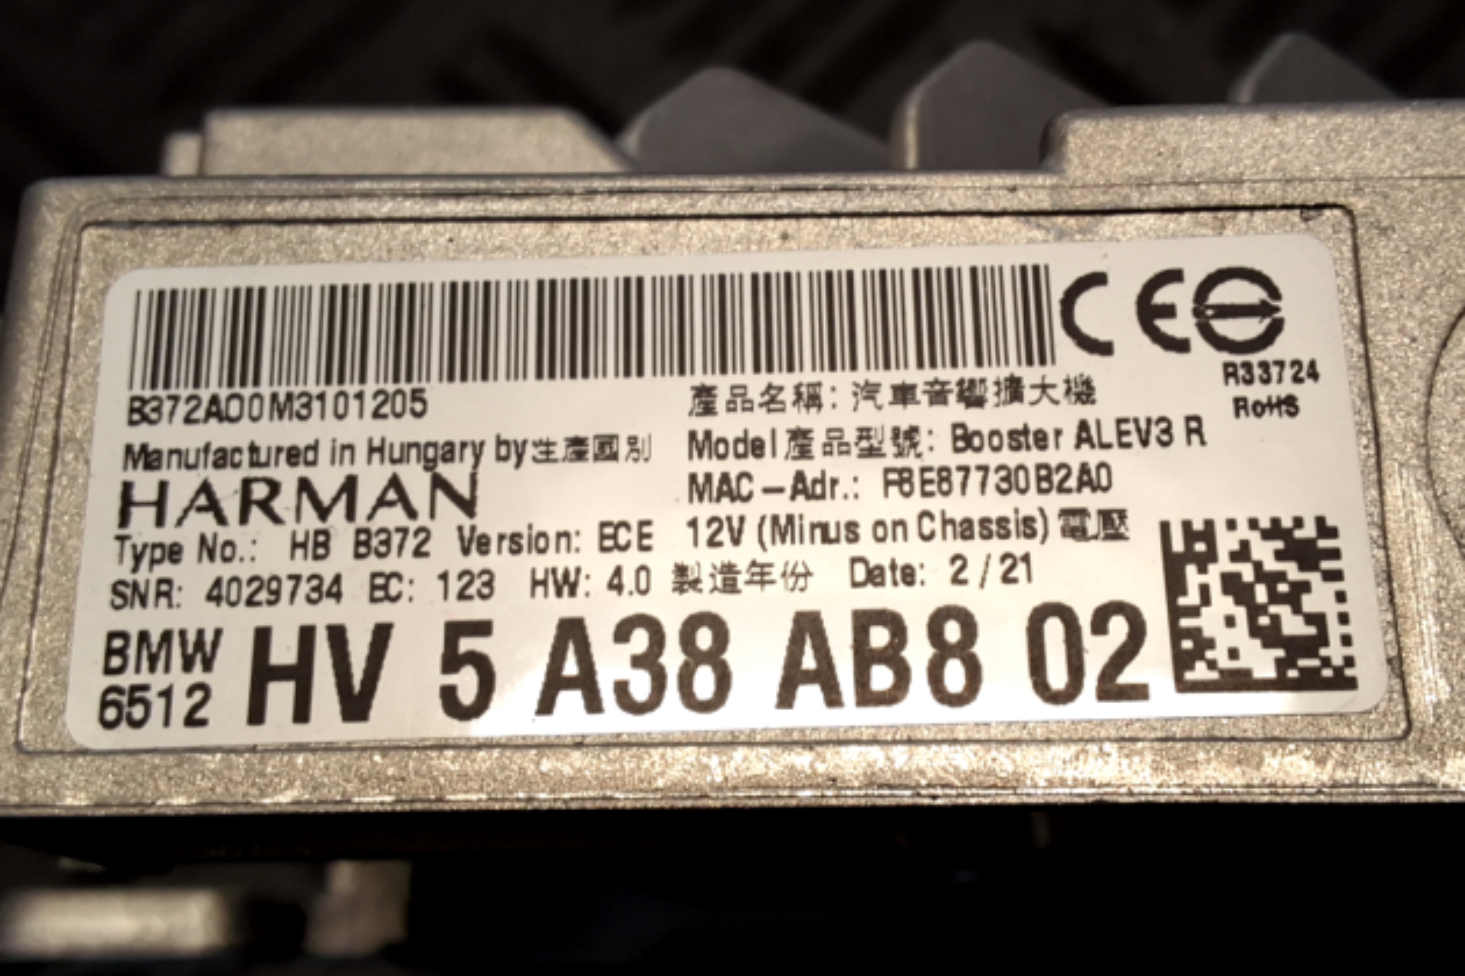 B372A00M3101205
Manufactured in Hungary by 生產國別
HARMAN
Type No.: HB B372 Version: ECE
SNR: 4029734 EC: 123 HW: 4.0 製造年份 Date: 2 / 21
產品名稱: 汽車音響擴大機
Model 產品型號: Booster ALEV3 R
MAC-Adr.: F8E87730B2A0
12V (Minus on Chassis) 電壓
CE
R33724
RoHS
BMW
6512
HV 5 A38 AB8 02